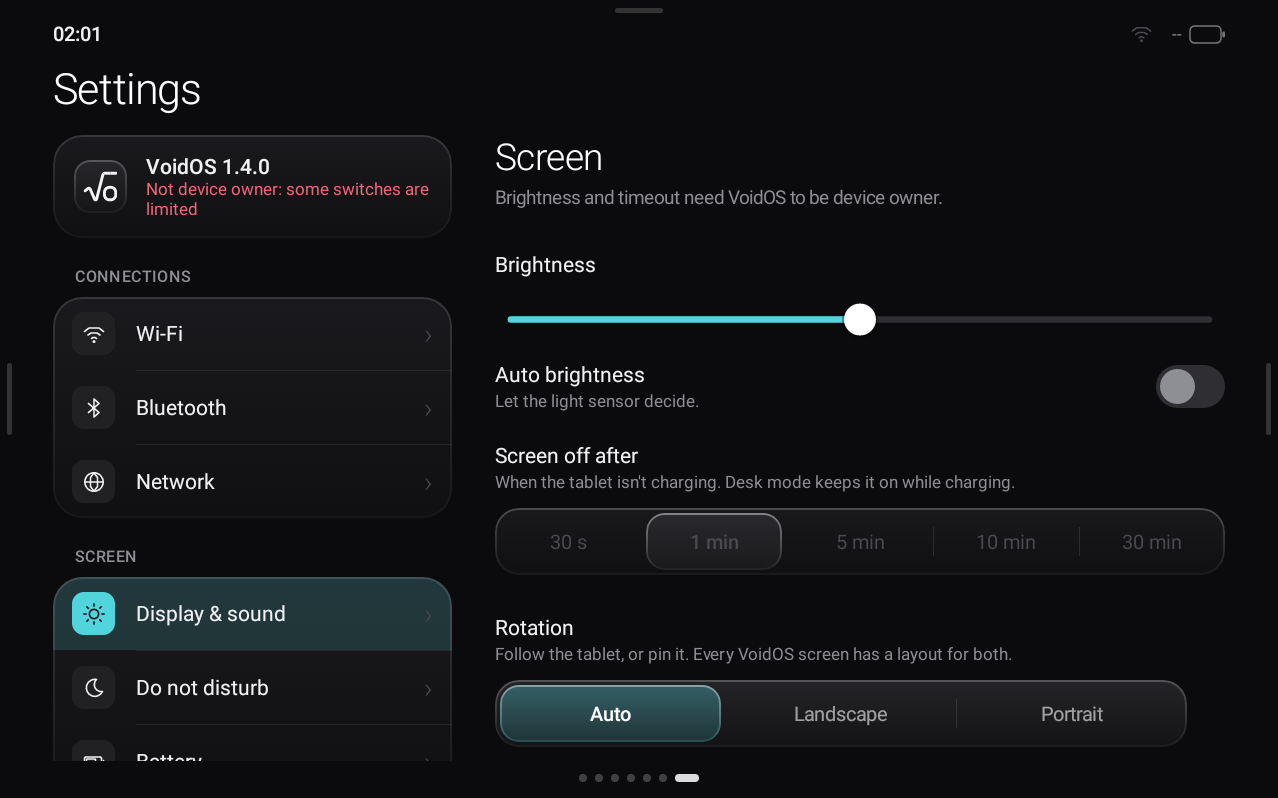 02:01
--
Settings
VoidOS 1.4.0
Not device owner: some switches are
limited
CONNECTIONS
Wi-Fi
Bluetooth
Network
SCREEN
Display & sound
Do not disturb
Battery
Screen
Brightness and timeout need VoidOS to be device owner.
Brightness
Auto brightness
Let the light sensor decide.
Screen off after
When the tablet isn't charging. Desk mode keeps it on while charging.
30 s 1 min 5 min 10 min 30 min
Rotation
Follow the tablet, or pin it. Every VoidOS screen has a layout for both.
Auto Landscape Portrait